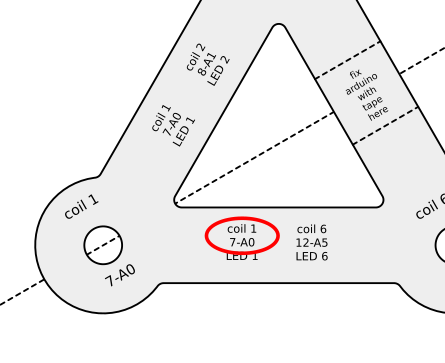 coil 2
8-A1
LED 2
coil 1
7-A0
LED 1
fix
arduino
with
tape
here
coil 1
7-A0
coil 6
coil 1
7-A0
LED 1
coil 6
12-A5
LED 6